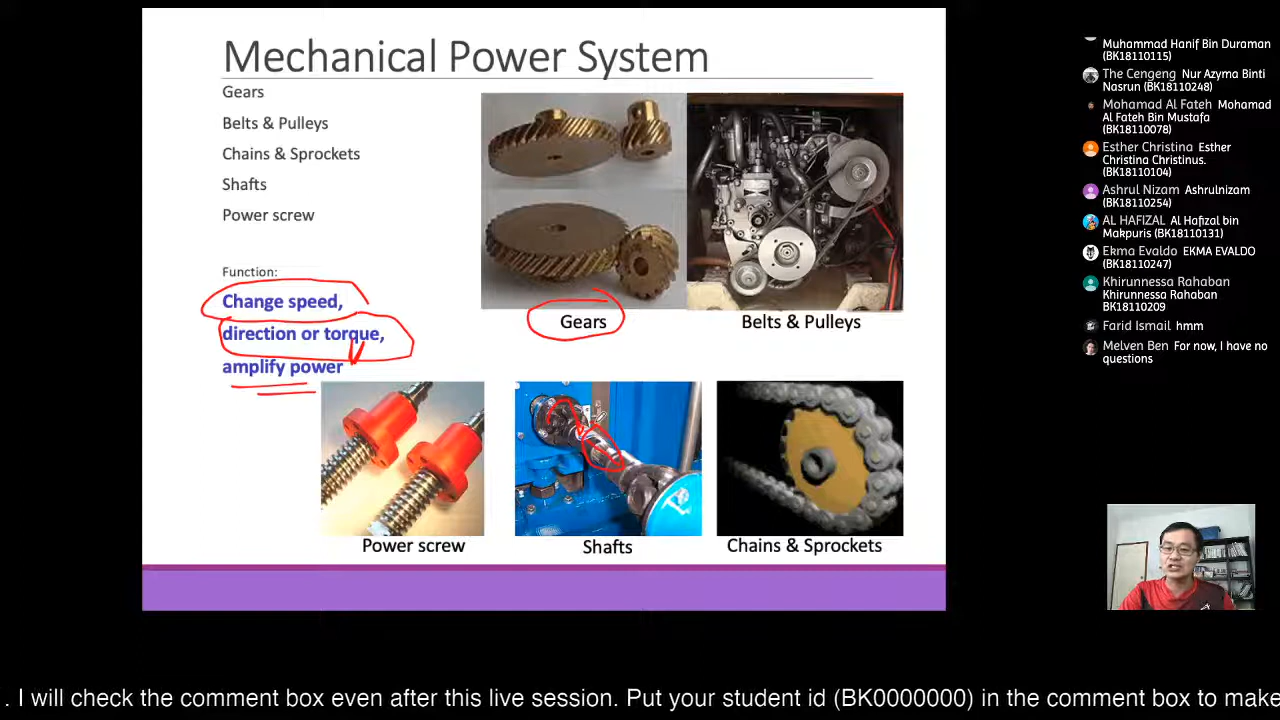 Mechanical Power System
Gears
Belts & Pulleys
Chains & Sprockets
Shafts
Power screw
Function:
Change speed,
direction or torque,
amplify power
Gears
Belts & Pulleys
Power screw
Shafts
Chains & Sprockets
Muhammad Hanif Bin Duraman
(BK18110115)
The Cengeng Nur Azyma Binti
Nasrun (BK18110248)
Mohamad Al Fateh Mohamad
Al Fateh Bin Mustafa
(BK18110078)
Esther Christina Esther
Christina Christinus.
(BK18110104)
Ashrul Nizam Ashrulnizam
(BK18110254)
AL HAFIZAL Al Hafizal bin
Makpuris (BK18110131)
Ekma Evaldo EKMA EVALDO
(BK18110247)
Khirunnessa Rahaban
Khirunnessa Rahaban
BK18110209
Farid Ismail hmm
Melven Ben For now, I have no
questions
. I will check the comment box even after this live session. Put your student id (BK0000000) in the comment box to make